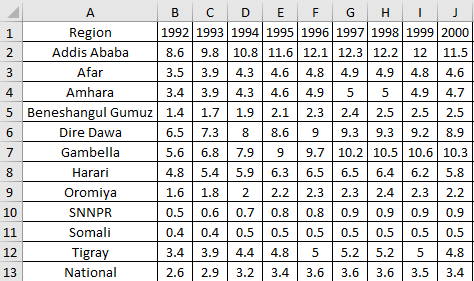 A B C D E F G H I J
1 Region 1992 1993 1994 1995 1996 1997 1998 1999 2000
2 Addis Ababa 8.6 9.8 10.8 11.6 12.1 12.3 12.2 12 11.5
3 Afar 3.5 3.9 4.3 4.6 4.8 4.9 4.9 4.8 4.6
4 Amhara 3.4 3.9 4.3 4.6 4.9 5 5 4.9 4.7
5 Beneshangul Gumuz 1.4 1.7 1.9 2.1 2.3 2.4 2.5 2.5 2.5
6 Dire Dawa 6.5 7.3 8 8.6 9 9.3 9.3 9.2 8.9
7 Gambella 5.6 6.8 7.9 9 9.7 10.2 10.5 10.6 10.3
8 Harari 4.8 5.4 5.9 6.3 6.5 6.5 6.4 6.2 5.8
9 Oromiya 1.6 1.8 2 2.2 2.3 2.3 2.4 2.3 2.2
10 SNNPR 0.5 0.6 0.7 0.8 0.8 0.9 0.9 0.9 0.9
11 Somali 0.4 0.4 0.5 0.5 0.5 0.5 0.5 0.5 0.5
12 Tigray 3.4 3.9 4.4 4.8 5 5.2 5.2 5 4.8
13 National 2.6 2.9 3.2 3.4 3.6 3.6 3.6 3.5 3.4